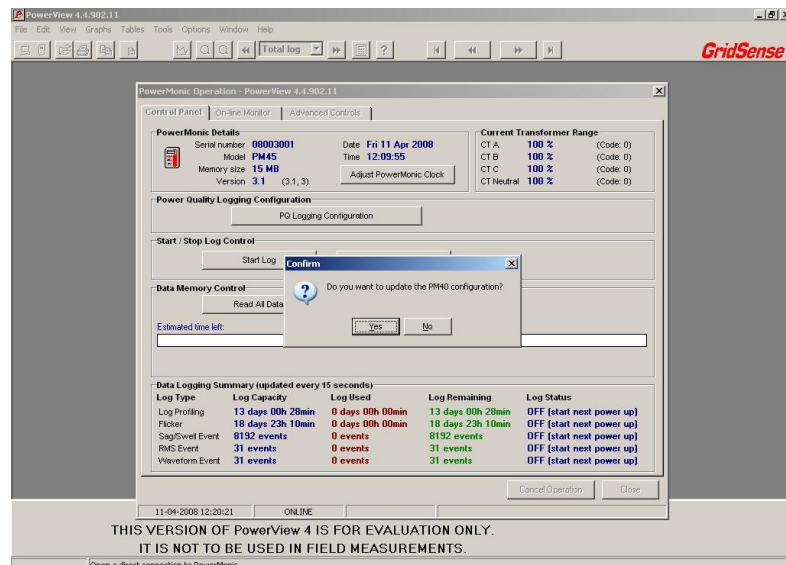 PowerView 4.4.902.11
File Edit View Graphs Tables Tools Options Window Help
Total log
GridSense
PowerMonic Operation - PowerView 4.4.902.11
Control Panel On-line Monitor Advanced Controls
PowerMonic Details
Serial number 08003001 Date Fri 11 Apr 2008
Model PM45 Time 12:09:55
Memory size 15 MB
Adjust PowerMonic Clock
Version 3.1 (3.1, 3)
Current Transformer Range
CT A 100 % (Code: 0)
CT B 100 % (Code: 0)
CT C 100 % (Code: 0)
CT Neutral 100 % (Code: 0)
Power Quality Logging Configuration
PQ Logging Configuration
Start / Stop Log Control
Start Log
Confirm
Do you want to update the PM40 configuration?
Yes No
Data Memory Control
Read All Data
Estimated time left:
Data Logging Summary (updated every 15 seconds)
Log Type Log Capacity Log Used Log Remaining Log Status
Log Profiling 13 days 00h 28min 0 days 00h 00min 13 days 00h 28min OFF (start next power up)
Flicker 18 days 23h 10min 0 days 00h 00min 18 days 23h 10min OFF (start next power up)
Sag/Swell Event 8192 events 0 events 8192 events OFF (start next power up)
RMS Event 31 events 0 events 31 events OFF (start next power up)
Waveform Event 31 events 0 events 31 events OFF (start next power up)
Cancel Operation Close
11-04-2008 12:20:21 ONLINE
THIS VERSION OF PowerView 4 IS FOR EVALUATION ONLY.
IT IS NOT TO BE USED IN FIELD MEASUREMENTS.
Open a direct connection to PowerMonic